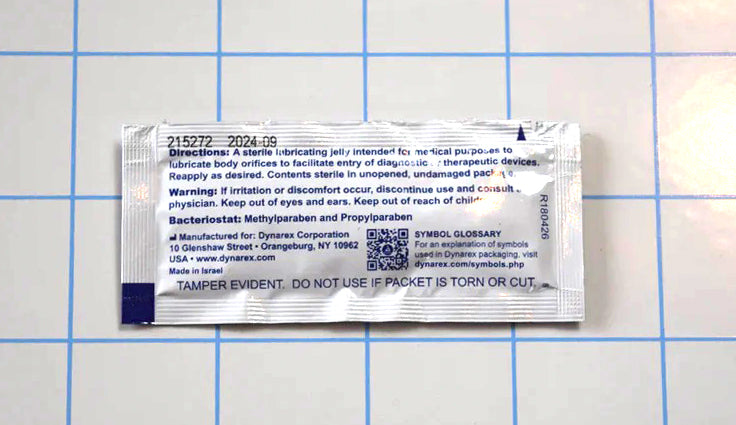 215272 2024-09
Directions: A sterile lubricating jelly intended for medical purposes to
lubricate body orifices to facilitate entry of diagnostic therapeutic devices.
Reapply as desired. Contents sterile in unopened, undamaged
Warning: If irritation or discomfort occur, discontinue use and consult
physician. Keep out of eyes and ears. Keep out of reach of
Bacteriostat: Methylparaben and Propylparaben
Manufactured for: Dynarex Corporation
10 Glenshaw Street • Orangeburg, NY 10962
USA • www.dynarex.com
Made in Israel
SYMBOL GLOSSARY
For an explanation of symbols
used in Dynarex packaging, visit
dynarex.com/symbols.php
R180426
TAMPER EVIDENT. DO NOT USE IF PACKET IS TORN OR CUT.